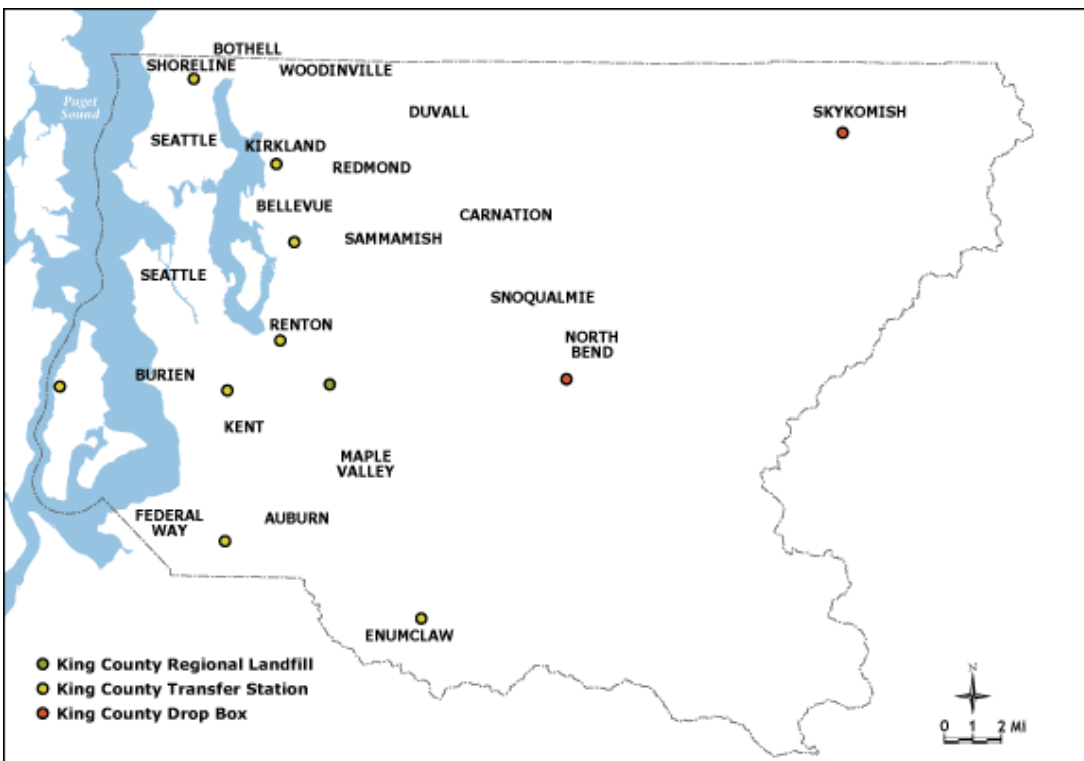 BOTHELL
SHORELINE
WOODINVILLE
Puget
Sound
DUVALL
SKYKOMISH
SEATTLE
KIRKLAND
REDMOND
BELLEVUE
CARNATION
SAMMAMISH
SEATTLE
SNOQUALMIE
RENTON
NORTH
BEND
BURIEN
KENT
MAPLE
VALLEY
FEDERAL
WAY
AUBURN
ENUMCLAW
King County Regional Landfill
King County Transfer Station
King County Drop Box
N
0 1 2 MI